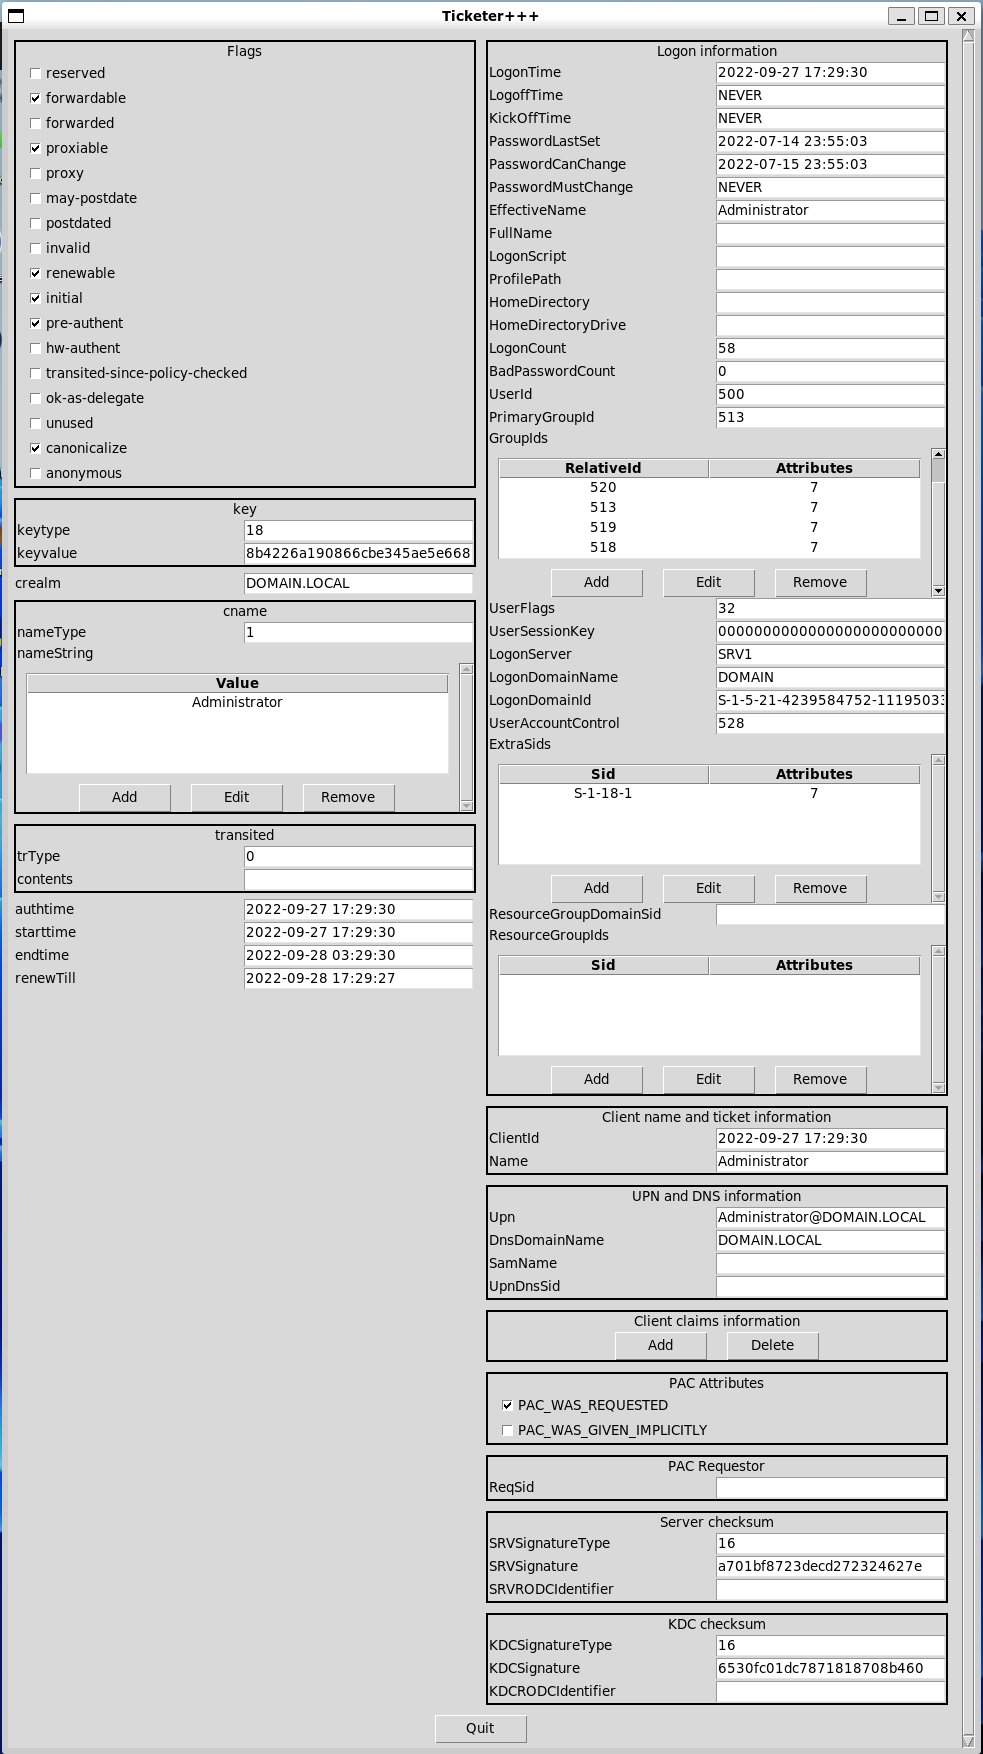 Ticketer+++
Flags
reserved
forwardable
forwarded
proxiable
proxy
may-postdate
postdated
invalid
renewable
initial
pre-authent
hw-authent
transited-since-policy-checked
ok-as-delegate
unused
canonicalize
anonymous
key
keytype 18
keyvalue 8b4226a190866cbe345ae5e668
crealm DOMAIN.LOCAL
cname
nameType 1
nameString
Value
Administrator
Add Edit Remove
transited
trType 0
contents
authtime 2022-09-27 17:29:30
starttime 2022-09-27 17:29:30
endtime 2022-09-28 03:29:30
renewTill 2022-09-28 17:29:27
Logon information
LogonTime 2022-09-27 17:29:30
LogoffTime NEVER
KickOffTime NEVER
PasswordLastSet 2022-07-14 23:55:03
PasswordCanChange 2022-07-15 23:55:03
PasswordMustChange NEVER
EffectiveName Administrator
FullName
LogonScript
ProfilePath
HomeDirectory
HomeDirectoryDrive
LogonCount 58
BadPasswordCount 0
UserId 500
PrimaryGroupId 513
GroupIds
RelativeId Attributes
520 7
513 7
519 7
518 7
Add Edit Remove
UserFlags 32
UserSessionKey 00000000000000000000000000
LogonServer SRV1
LogonDomainName DOMAIN
LogonDomainId S-1-5-21-4239584752-11195033
UserAccountControl 528
ExtraSids
Sid Attributes
S-1-18-1 7
Add Edit Remove
ResourceGroupDomainSid
ResourceGroupIds
Sid Attributes
Add Edit Remove
Client name and ticket information
ClientId 2022-09-27 17:29:30
Name Administrator
UPN and DNS information
Upn Administrator@DOMAIN.LOCAL
DnsDomainName DOMAIN.LOCAL
SamName
UpnDnsSid
Client claims information
Add Delete
PAC Attributes
PAC_WAS_REQUESTED
PAC_WAS_GIVEN_IMPLICITLY
PAC Requestor
ReqSid
Server checksum
SRVSignatureType 16
SRVSignature a701bf8723decd272324627e
SRVRODCIdentifier
KDC checksum
KDCSignatureType 16
KDCSignature 6530fc01dc7871818708b460
KDCRODCIdentifier
Quit